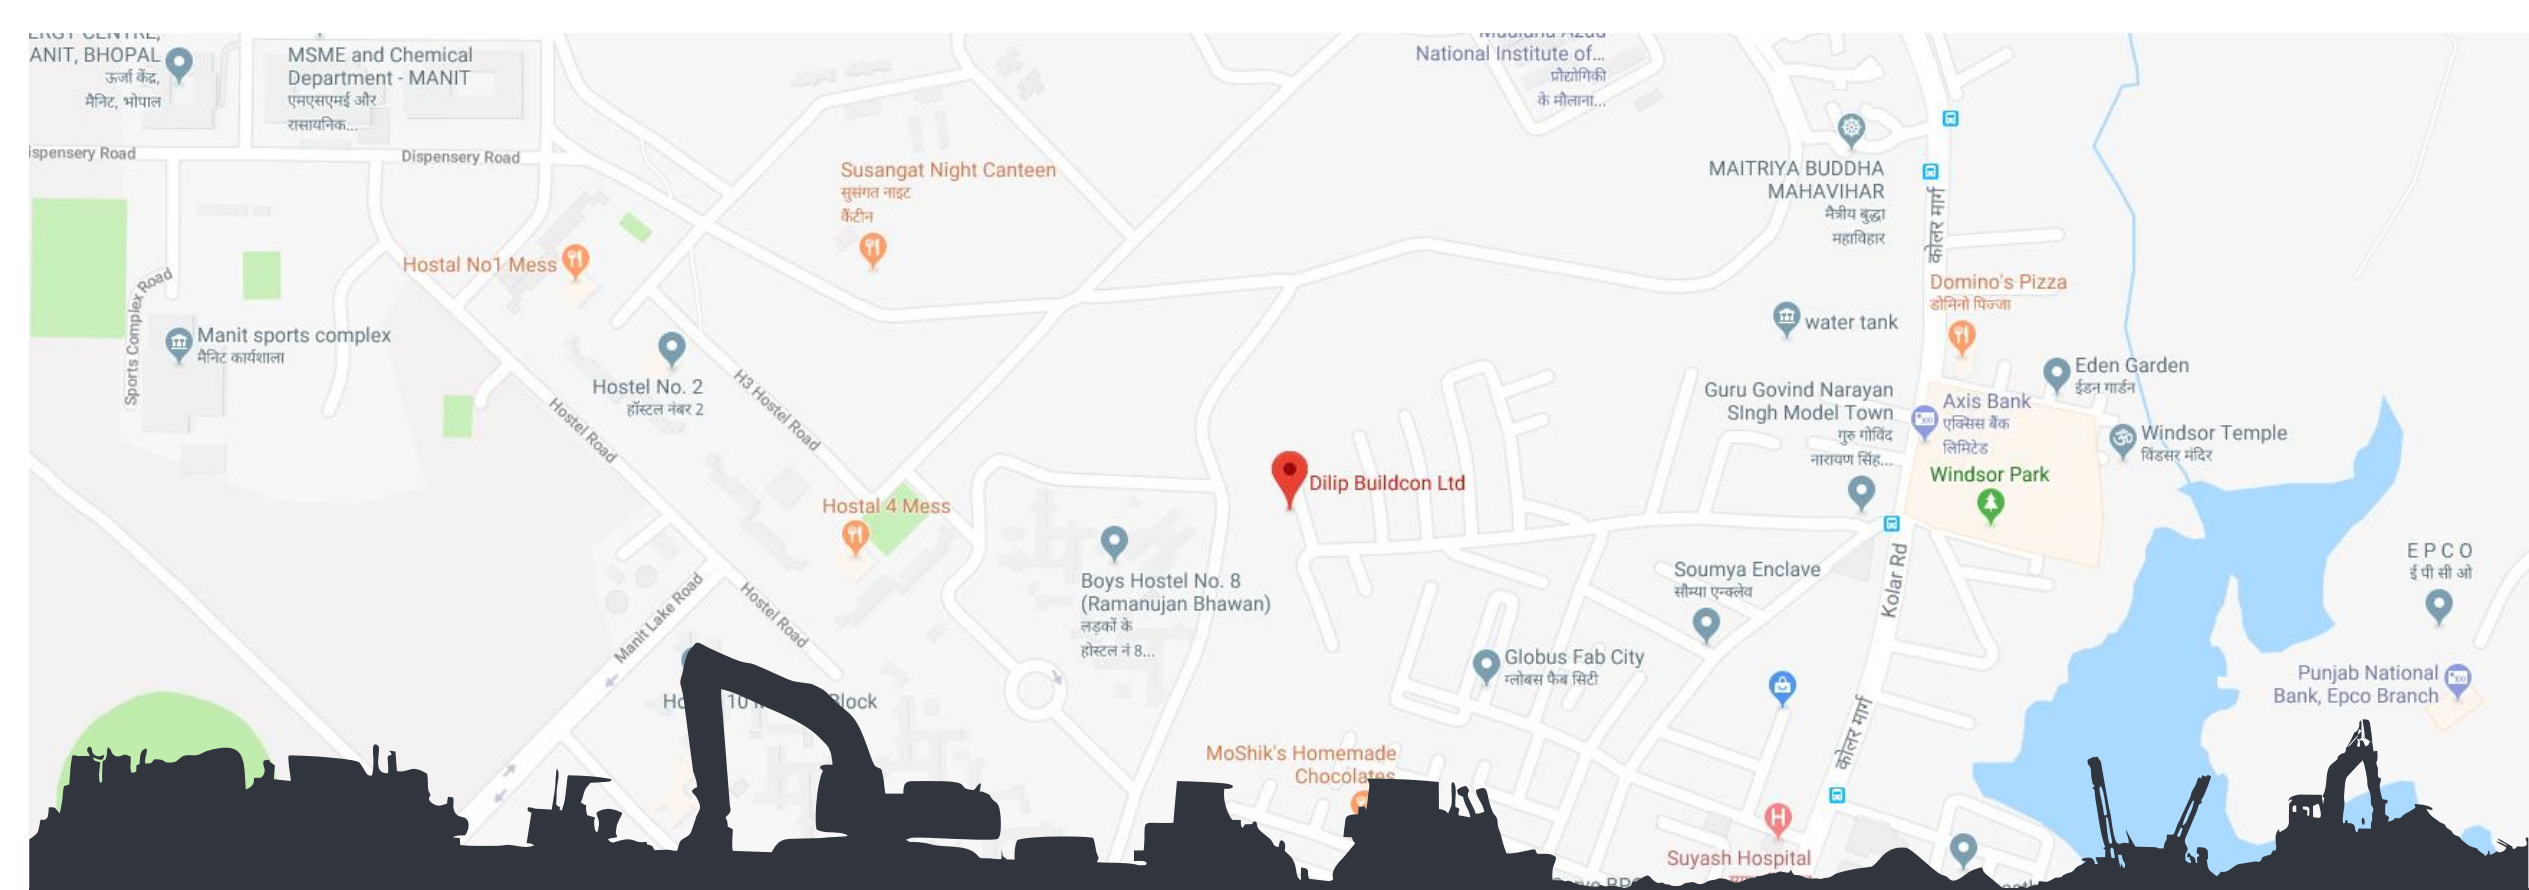 ANIT, BHOPAL
ऊर्जा केंद्र,
मैनिट, भोपाल
MSME and Chemical
Department - MANIT
एमएसएमई और
रासायनिक...
National Institute of...
प्रौद्योगिकी
के मौलाना...
ispensery Road
Dispensery Road
Susangat Night Canteen
सुसंगत नाइट
कैंटीन
MAITRIYA BUDDHA
MAHAVIHAR
मैत्रीय बुद्धा
महाविहार
कोलर मार्ग
Hostal No1 Mess
Sports Complex Road
Domino's Pizza
डोमिनो पिज्जा
water tank
Manit sports complex
मैनिट कार्यशाला
Hostel No. 2
हॉस्टल नंबर 2
H3 Hostel Road
Hostel Road
Eden Garden
ईडन गार्डन
Guru Govind Narayan
SIngh Model Town
गुरु गोविंद
नारायण सिंह...
Axis Bank
एक्सिस बैंक
लिमिटेड
Windsor Temple
विंडसर मंदिर
Windsor Park
Dilip Buildcon Ltd
Hostal 4 Mess
Boys Hostel No. 8
(Ramanujan Bhawan)
लड़कों के
होस्टल नं 8...
Soumya Enclave
सौम्या एन्क्लेव
Kolar Rd
E P C O
ई पी सी ओ
Manit Lake Road
Hostel Road
Globus Fab City
ग्लोबस फैब सिटी
Punjab National
Bank, Epco Branch
कोलर मार्ग
MoShik's Homemade
Chocolates
Suyash Hospital